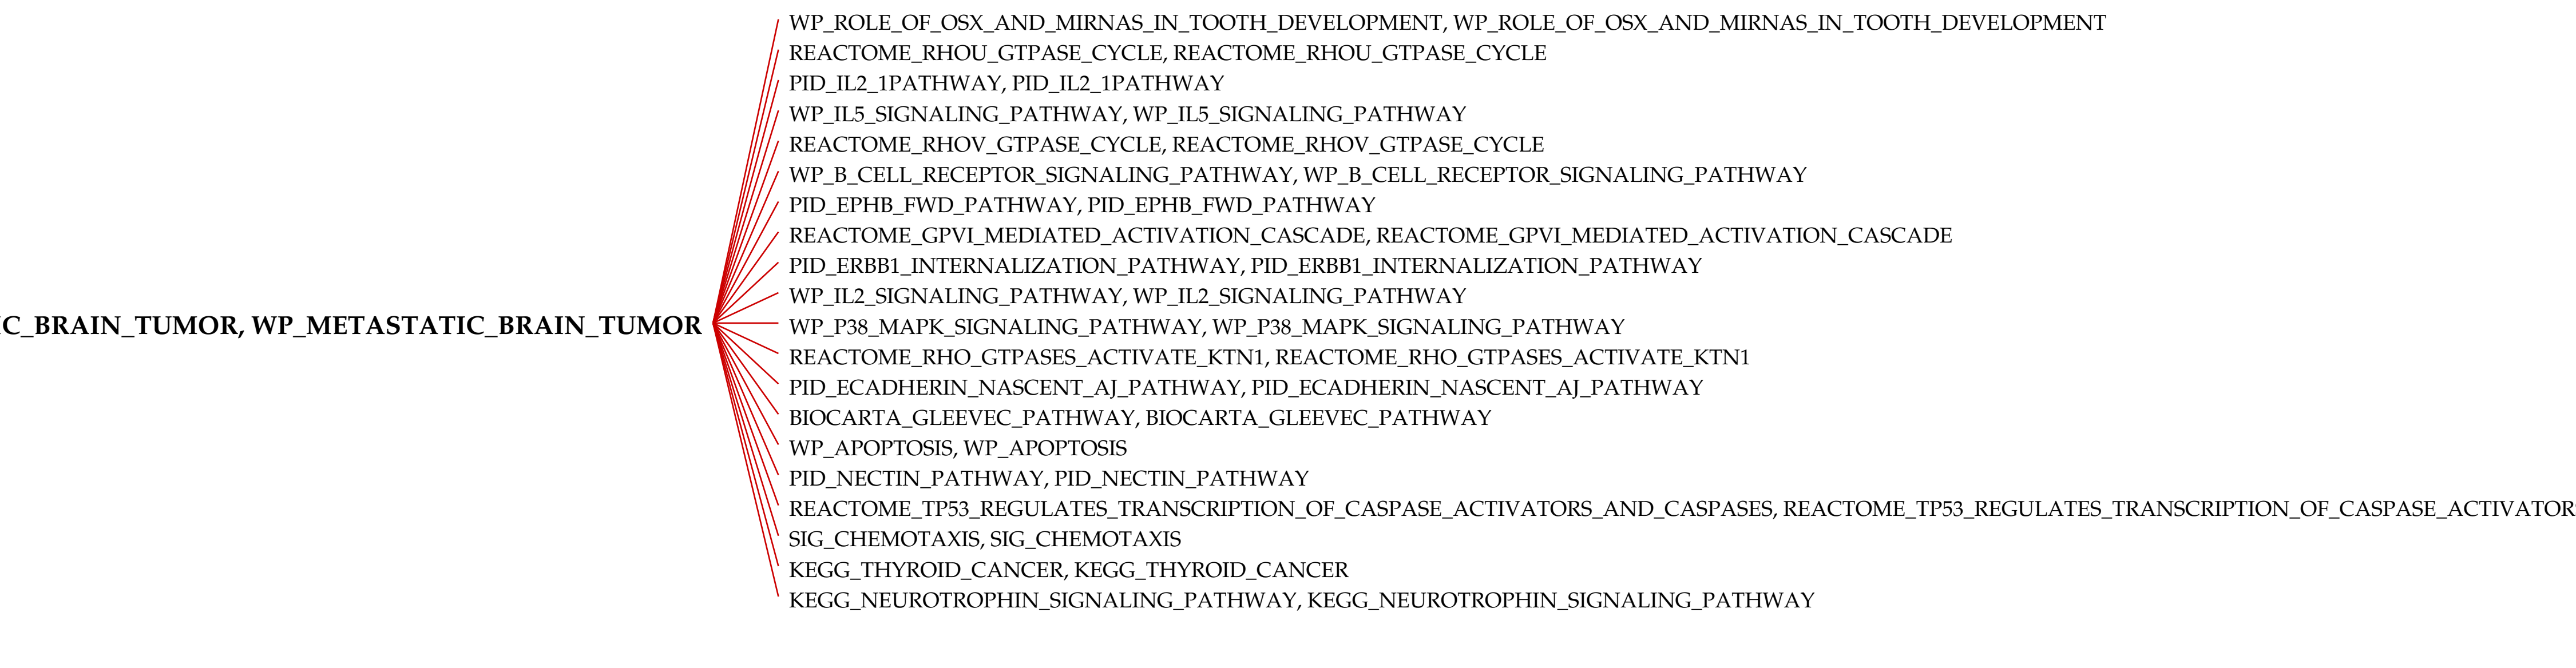 WP_ROLE_OF_OSX_AND_MIRNAS_IN_TOOTH_DEVELOPMENT, WP_ROLE_OF_OSX_AND_MIRNAS_IN_TOOTH_DEVELOPMENT
REACTOME_RHOU_GTPASE_CYCLE, REACTOME_RHOU_GTPASE_CYCLE
PID_IL2_1PATHWAY, PID_IL2_1PATHWAY
WP_IL5_SIGNALING_PATHWAY, WP_IL5_SIGNALING_PATHWAY
REACTOME_RHOV_GTPASE_CYCLE, REACTOME_RHOV_GTPASE_CYCLE
WP_B_CELL_RECEPTOR_SIGNALING_PATHWAY, WP_B_CELL_RECEPTOR_SIGNALING_PATHWAY
PID_EPHB_FWD_PATHWAY, PID_EPHB_FWD_PATHWAY
REACTOME_GPVI_MEDIATED_ACTIVATION_CASCADE, REACTOME_GPVI_MEDIATED_ACTIVATION_CASCADE
PID_ERBB1_INTERNALIZATION_PATHWAY, PID_ERBB1_INTERNALIZATION_PATHWAY
WP_IL2_SIGNALING_PATHWAY, WP_IL2_SIGNALING_PATHWAY
IC_BRAIN_TUMOR, WP_METASTATIC_BRAIN_TUMOR
WP_P38_MAPK_SIGNALING_PATHWAY, WP_P38_MAPK_SIGNALING_PATHWAY
REACTOME_RHO_GTPASES_ACTIVATE_KTN1, REACTOME_RHO_GTPASES_ACTIVATE_KTN1
PID_ECADHERIN_NASCENT_AJ_PATHWAY, PID_ECADHERIN_NASCENT_AJ_PATHWAY
BIOCARTA_GLEEVEC_PATHWAY, BIOCARTA_GLEEVEC_PATHWAY
WP_APOPTOSIS, WP_APOPTOSIS
PID_NECTIN_PATHWAY, PID_NECTIN_PATHWAY
REACTOME_TP53_REGULATES_TRANSCRIPTION_OF_CASPASE_ACTIVATORS_AND_CASPASES, REACTOME_TP53_REGULATES_TRANSCRIPTION_OF_CASPASE_ACTIVATOR
SIG_CHEMOTAXIS, SIG_CHEMOTAXIS
KEGG_THYROID_CANCER, KEGG_THYROID_CANCER
KEGG_NEUROTROPHIN_SIGNALING_PATHWAY, KEGG_NEUROTROPHIN_SIGNALING_PATHWAY